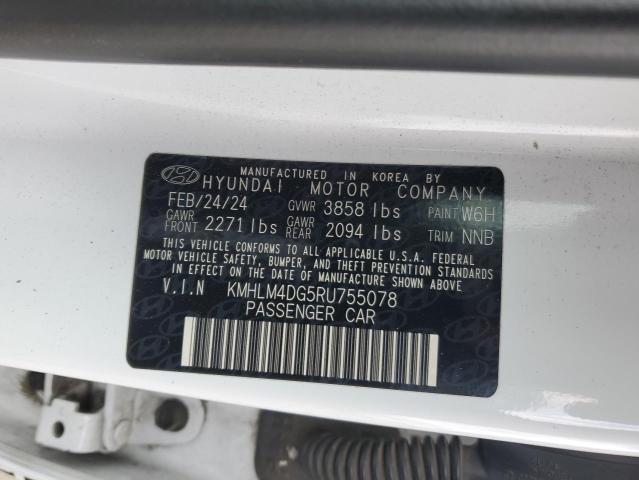 MANUFACTURED IN KOREA BY
HYUNDAI MOTOR COMPANY
FEB/24/24 GVWR 3858 lbs PAINT W6H
GAWR FRONT 2271 lbs GAWR REAR 2094 lbs TRIM NNB
THIS VEHICLE CONFORMS TO ALL APPLICABLE U.S.A. FEDERAL
MOTOR VEHICLE SAFETY, BUMPER, AND THEFT PREVENTION
STANDARDS IN EFFECT ON THE DATE OF MANUFACTURE SHOWN ABOVE.
V.I.N KMHLM4DG5RU755078
PASSENGER CAR